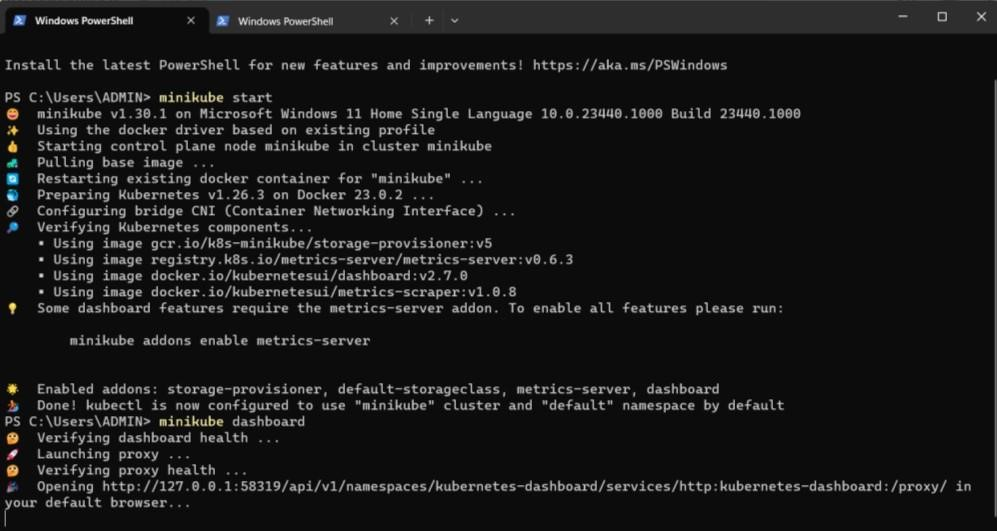 Windows PowerShell
Windows PowerShell
Install the latest PowerShell for new features and improvements! https://aka.ms/PSWindows
PS C:\Users\ADMIN> minikube start
minikube v1.30.1 on Microsoft Windows 11 Home Single Language 10.0.23440.1000 Build 23440.1000
Using the docker driver based on existing profile
Starting control plane node minikube in cluster minikube
Pulling base image ...
Restarting existing docker container for "minikube" ...
Preparing Kubernetes v1.26.3 on Docker 23.0.2 ...
Configuring bridge CNI (Container Networking Interface) ...
Verifying Kubernetes components...
▪ Using image gcr.io/k8s-minikube/storage-provisioner:v5
▪ Using image registry.k8s.io/metrics-server/metrics-server:v0.6.3
▪ Using image docker.io/kubernetesui/dashboard:v2.7.0
▪ Using image docker.io/kubernetesui/metrics-scraper:v1.0.8
Some dashboard features require the metrics-server addon. To enable all features please run:
minikube addons enable metrics-server
Enabled addons: storage-provisioner, default-storageclass, metrics-server, dashboard
Done! kubectl is now configured to use "minikube" cluster and "default" namespace by default
PS C:\Users\ADMIN> minikube dashboard
Verifying dashboard health ...
Launching proxy ...
Verifying proxy health ...
Opening http://127.0.0.1:58319/api/v1/namespaces/kubernetes-dashboard/services/http:kubernetes-dashboard:/proxy/ in
your default browser...